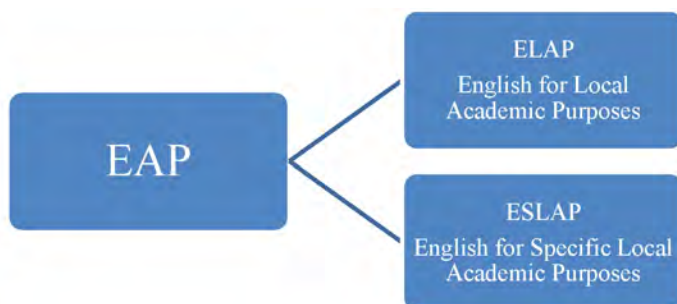 EAP
ELAP
English for Local
Academic Purposes
ESLAP
English for Specific Local
Academic Purposes